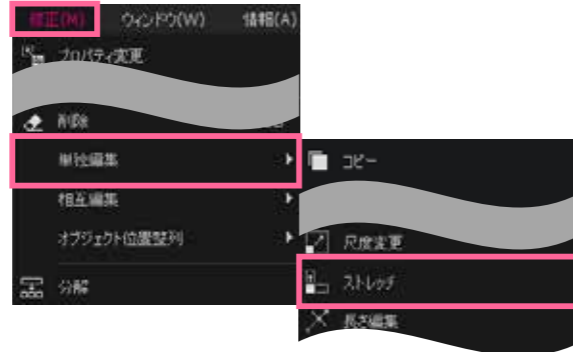 修正(M) ウィンドウ(W) 情報(A)
プロパティ変更
削除
単独編集
相互編集
オブジェクト位置整列
分解
コピー
尺度変更
ストレッチ
長さ編集